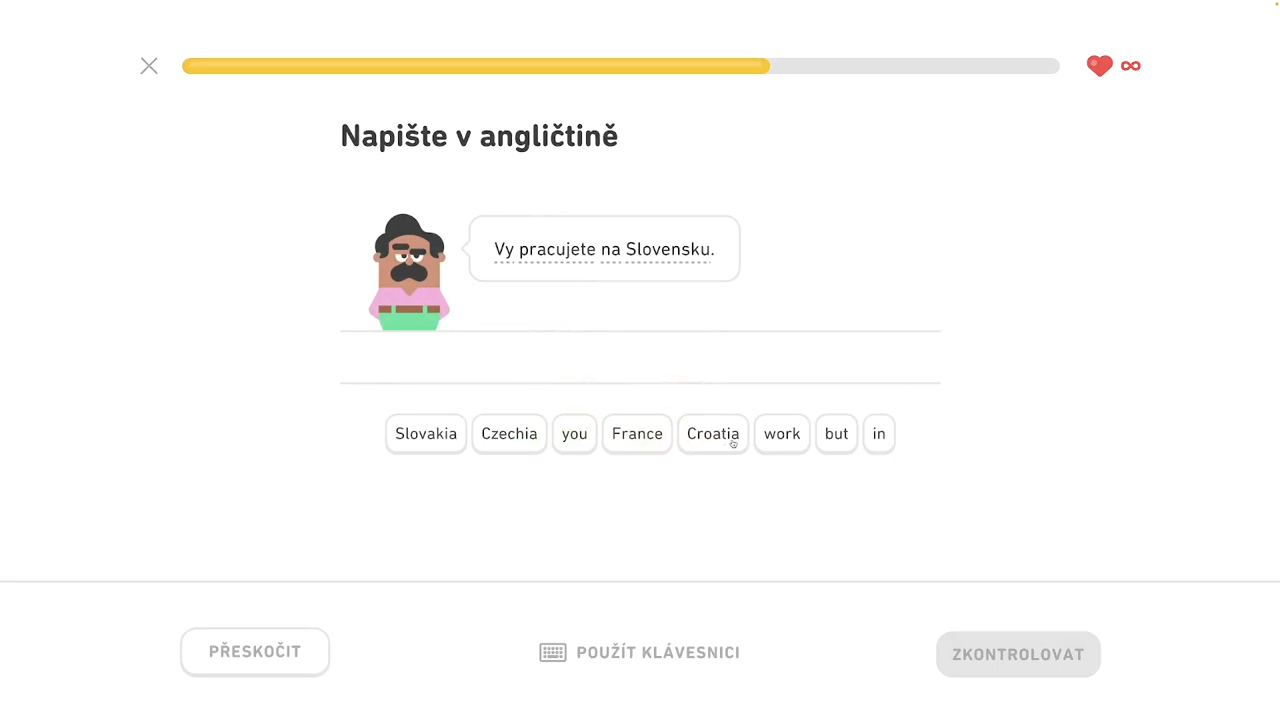 ∞
Napište v angličtině
Vy pracujete na Slovensku.
Slovakia Czechia you France Croatia work but in
PŘESKOČIT
POUŽÍT KLÁVESNICI
ZKONTROLOVAT